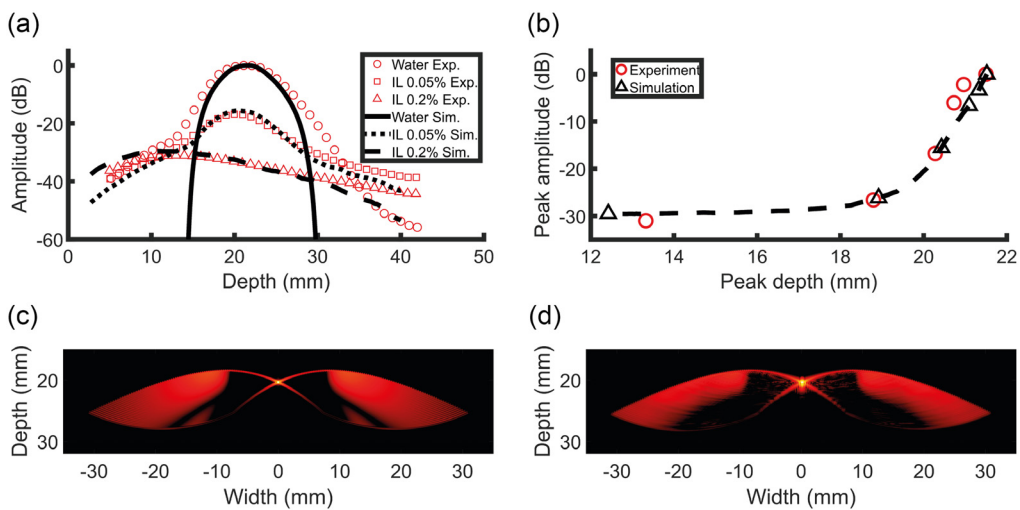 (a)
Amplitude (dB)
0
-20
-40
-60
0 10 20 30 40 50
Depth (mm)
Water Exp.
IL 0.05% Exp.
IL 0.2% Exp.
Water Sim.
IL 0.05% Sim.
IL 0.2% Sim.
(b)
Peak amplitude (dB)
0
-10
-20
-30
12 14 16 18 20 22
Peak depth (mm)
Experiment
Simulation
(c)
Depth (mm)
20
30
-30 -20 -10 0 10 20 30
Width (mm)
(d)
Depth (mm)
20
30
-30 -20 -10 0 10 20 30
Width (mm)